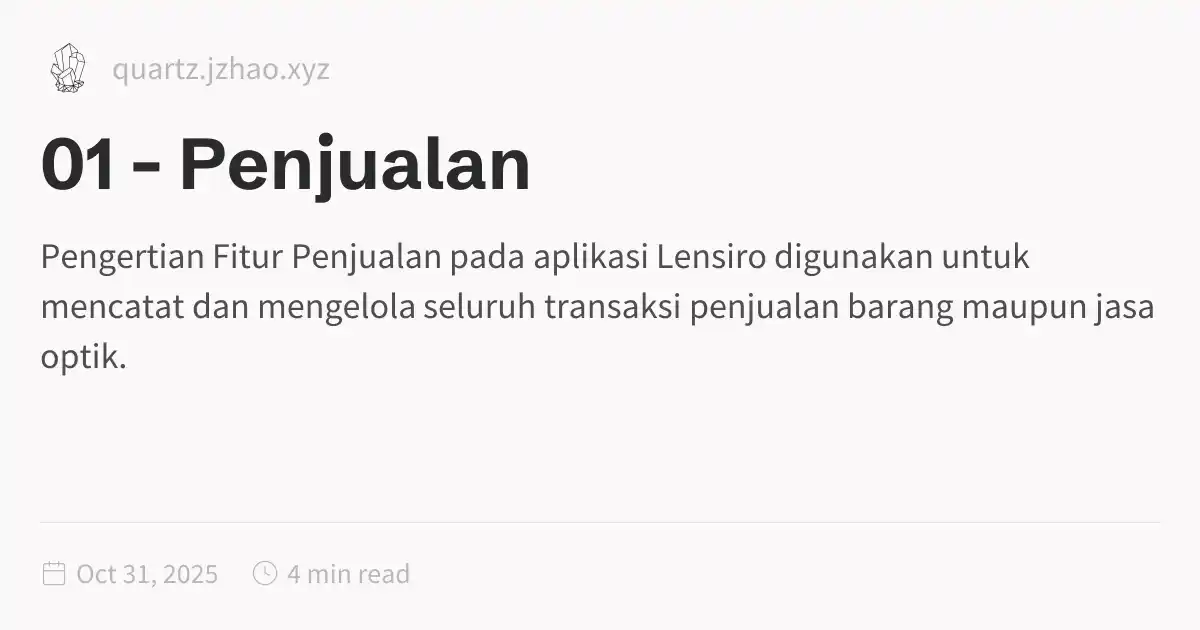 quartz.jzhao.xyz
01 - Penjualan
Pengertian Fitur Penjualan pada aplikasi Lensiro digunakan untuk
mencatat dan mengelola seluruh transaksi penjualan barang maupun jasa
optik.
Oct 31, 2025 4 min read